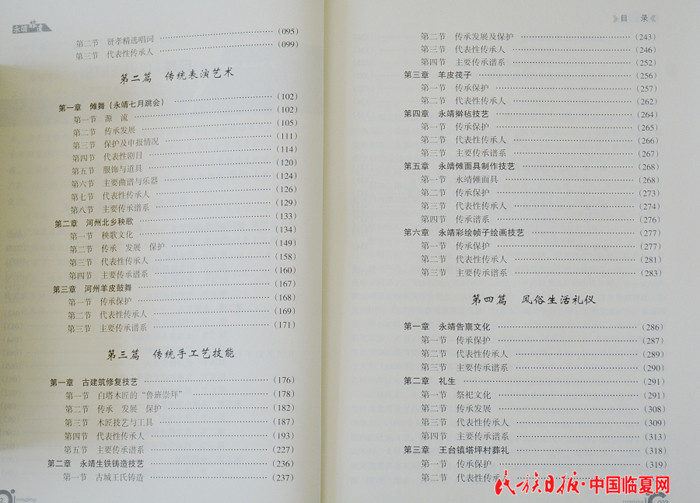 第二节 贤孝精选唱词 (095)
第三节 代表性传承人 (099)
第二篇 传统表演艺术
第一章 傩舞（永靖七月跳会） (102)
第一节 源 流 (102)
第二节 传承发展 (105)
第三节 保护及申报情况 (111)
第四节 代表性剧目 (114)
第五节 服饰与道具 (120)
第六节 主要曲谱与乐器 (124)
第七节 代表性传承人 (126)
第八节 主要传承谱系 (129)
第二章 河州北乡秧歌 (133)
第一节 秧歌文化 (134)
第二节 传承 发展 保护 (149)
第三节 代表性传承人 (158)
第四节 主要传承谱系 (160)
第三章 河州羊皮鼓舞 (167)
第一节 传承保护 (168)
第二节 代表性传承人 (169)
第三节 主要传承谱系 (171)
第三篇 传统手工艺技能
第一章 古建筑修复技艺 (176)
第一节 白塔木匠的“鲁班崇拜” (178)
第二节 传承 发展 保护 (182)
第三节 木匠技艺与工具 (187)
第四节 代表性传承人 (193)
第五节 主要传承谱系 (227)
第二章 永靖生铁铸造技艺 (236)
第一节 古城王氏铸造 (237)
目 录
第二节 传承发展及保护 (243)
第三节 代表性传承人 (246)
第四节 主要传承谱系 (252)
第三章 羊皮筏子 (256)
第一节 传承保护 (257)
第二节 代表性传承人 (262)
第四章 永靖擀毡技艺 (264)
第一节 传承保护 (265)
第二节 代表性传承人 (266)
第三节 主要传承谱系 (267)
第五章 永靖傩面具制作技艺 (268)
第一节 永靖傩面具 (268)
第二节 传承保护 (273)
第三节 代表性传承人 (274)
第四节 传承谱系 (276)
第六章 永靖彩绘帧子绘画技艺 (277)
第一节 传承保护 (277)
第二节 代表性传承人 (281)
第三节 主要传承谱系 (283)
第四篇 风俗生活礼仪
第一章 永靖告禀文化 (286)
第一节 传承保护 (287)
第二节 代表性传承人 (289)
第三节 主要传承谱系 (290)
第二章 礼生 (291)
第一节 祭祀文化 (291)
第二节 传承发展 (308)
第三节 代表性传承人 (309)
第四节 主要传承谱系 (313)
第三章 王台镇塔坪村葬礼 (318)
第一节 传承保护 (319)
第二节 代表性传承人
民族日报·中国临夏网